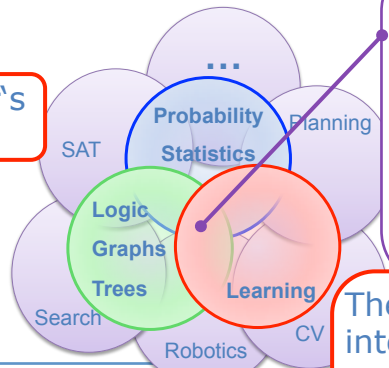 ...
's
Probability
Planning
SAT
Statistics
Logic
Graphs
Trees
Learning
The
Search
CV
inte
Robotics